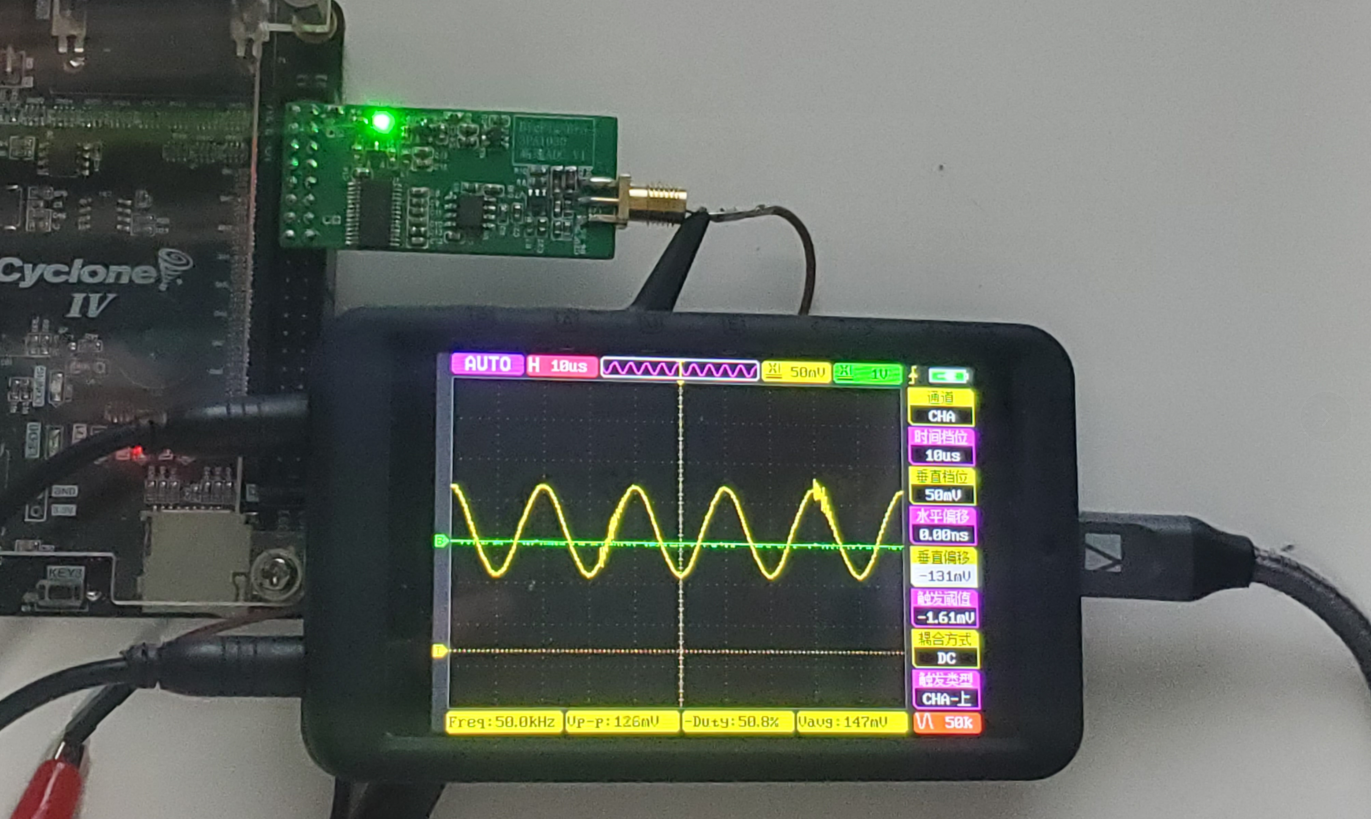 Cyclone
IV
GND
KEY3
AUTO
H 10us
X1 50mV
X1 1V
通道
CHA
时间档位
10us
垂直档位
50mV
水平偏移
0.00ns
垂直偏移
-131mV
触发阈值
-1.61mV
耦合方式
DC
触发类型
CHA-上
Freq:50.0kHz
Vp-p:126mV
-Duty:50.8%
Vavg:147mV
50k